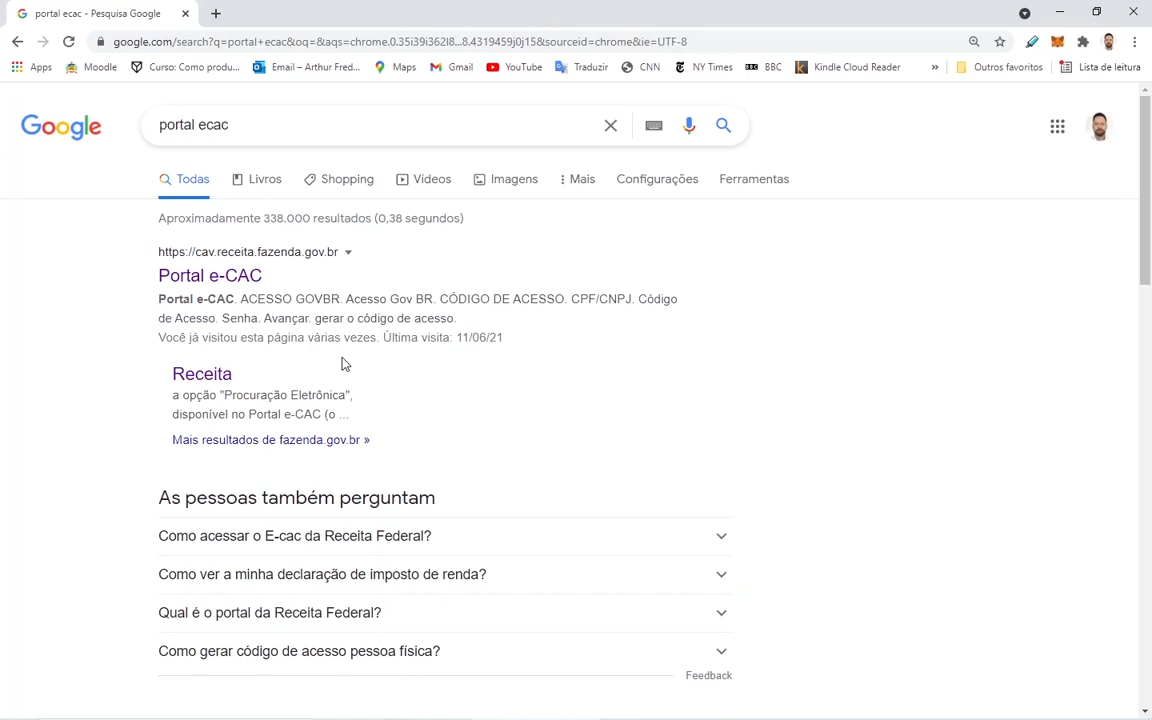 portal ecac - Pesquisa Google
google.com/search?q=portal+ecac&oq=&aqs=chrome.0.35i39i362l8...8.4319459j0j15&sourceid=chrome&ie=UTF-8
Apps Moodle Curso: Como produ... Email – Arthur Fred... Maps Gmail YouTube Traduzir CNN NY Times BBC Kindle Cloud Reader » Outros favoritos Lista de leitura
Google
portal ecac
Todas Livros Shopping Vídeos Imagens Mais Configurações Ferramentas
Aproximadamente 338.000 resultados (0,38 segundos)
https://cav.receita.fazenda.gov.br
Portal e-CAC
Portal e-CAC. ACESSO GOVBR. Acesso Gov BR. CÓDIGO DE ACESSO. CPF/CNPJ. Código
de Acesso. Senha. Avançar. gerar o código de acesso.
Você já visitou esta página várias vezes. Última visita: 11/06/21
Receita
a opção "Procuração Eletrônica",
disponível no Portal e-CAC (o ...
Mais resultados de fazenda.gov.br »
As pessoas também perguntam
Como acessar o E-cac da Receita Federal?
Como ver a minha declaração de imposto de renda?
Qual é o portal da Receita Federal?
Como gerar código de acesso pessoa física?
Feedback